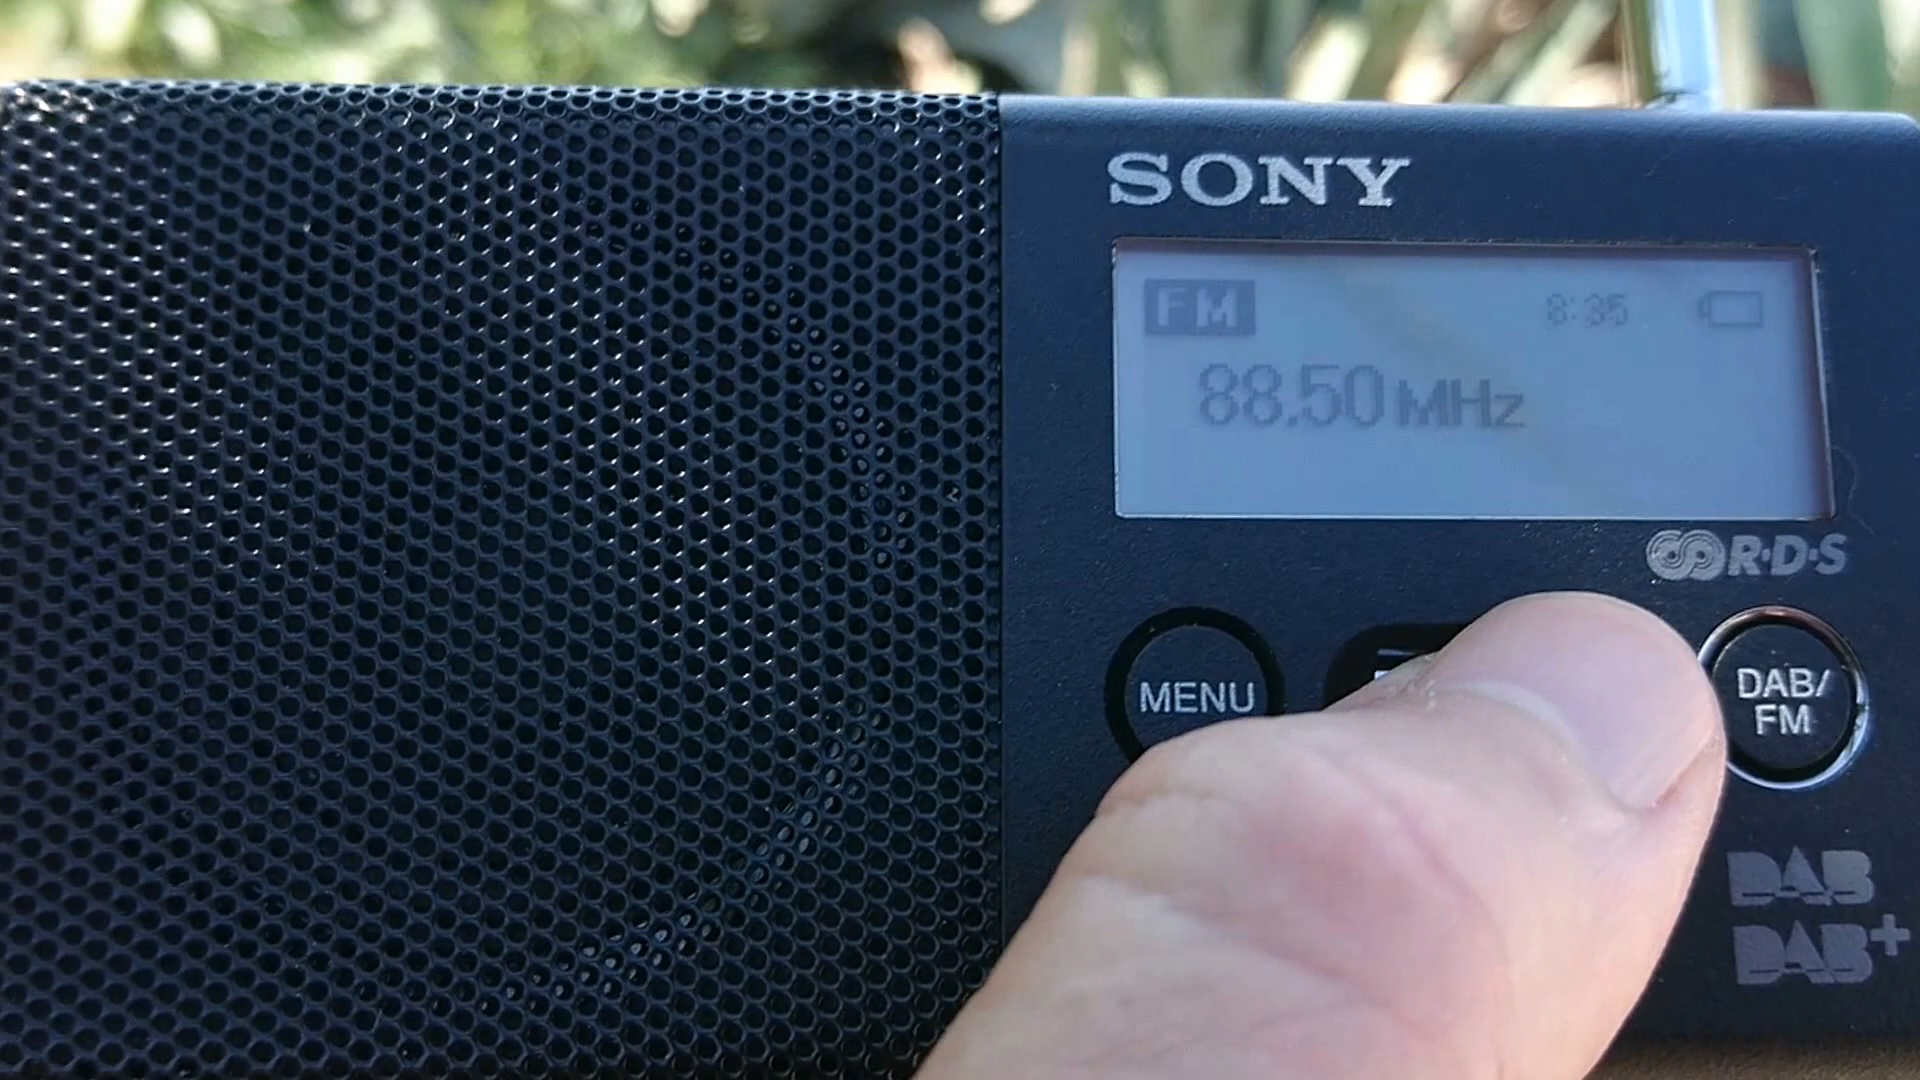 SONY
FM 8:35
88.50 MHz
R·D·S
MENU
DAB/
FM
DAB
DAB+